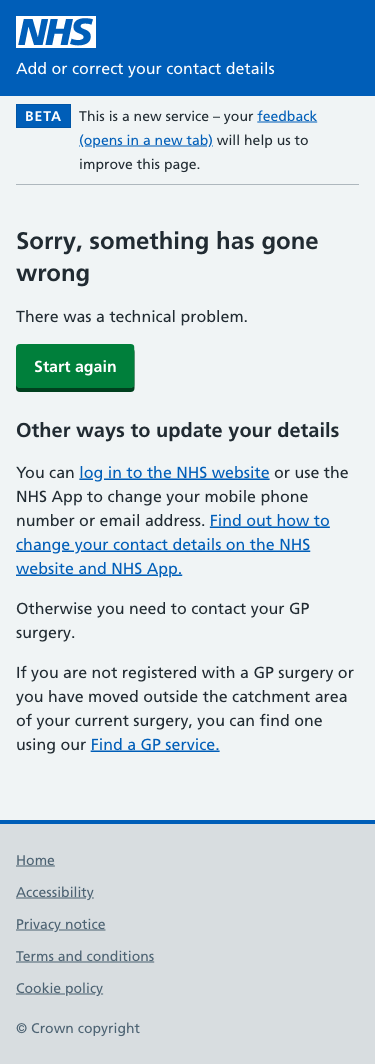 NHS
Add or correct your contact details
BETA
This is a new service – your feedback
(opens in a new tab) will help us to
improve this page.
Sorry, something has gone
wrong
There was a technical problem.
Start again
Other ways to update your details
You can log in to the NHS website or use the
NHS App to change your mobile phone
number or email address. Find out how to
change your contact details on the NHS
website and NHS App.
Otherwise you need to contact your GP
surgery.
If you are not registered with a GP surgery or
you have moved outside the catchment area
of your current surgery, you can find one
using our Find a GP service.
Home
Accessibility
Privacy notice
Terms and conditions
Cookie policy
© Crown copyright